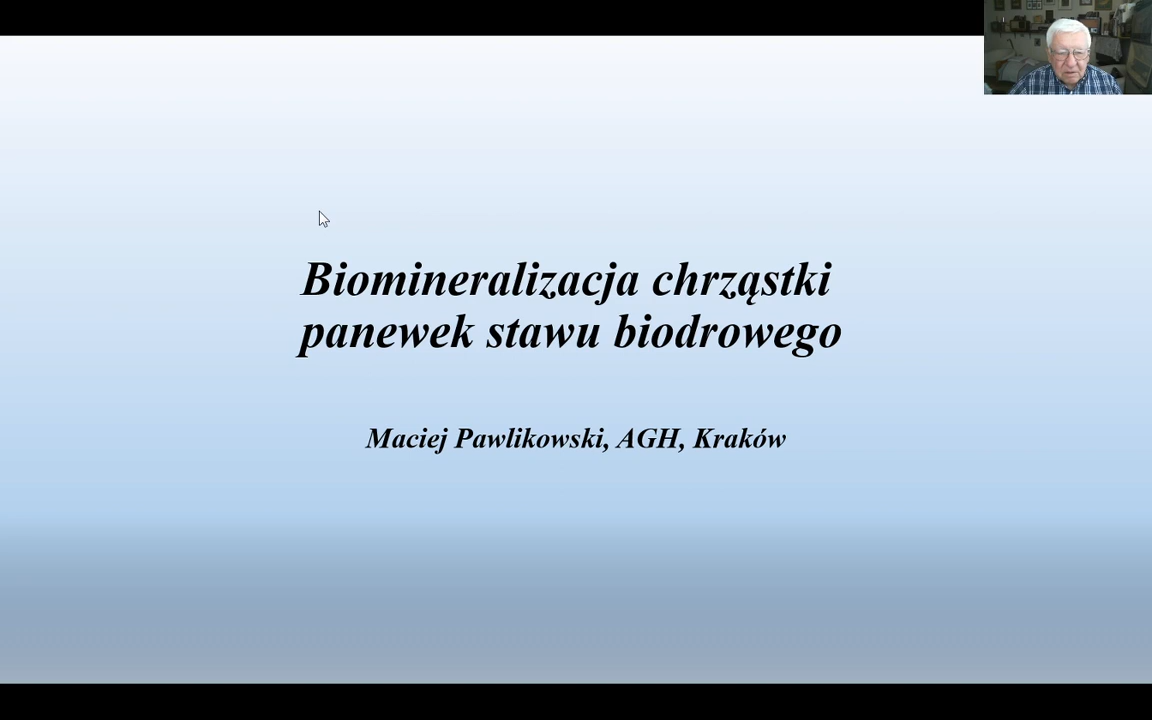 Biomineralizacja chrząstki
panewek stawu biodrowego
Maciej Pawlikowski, AGH, Kraków